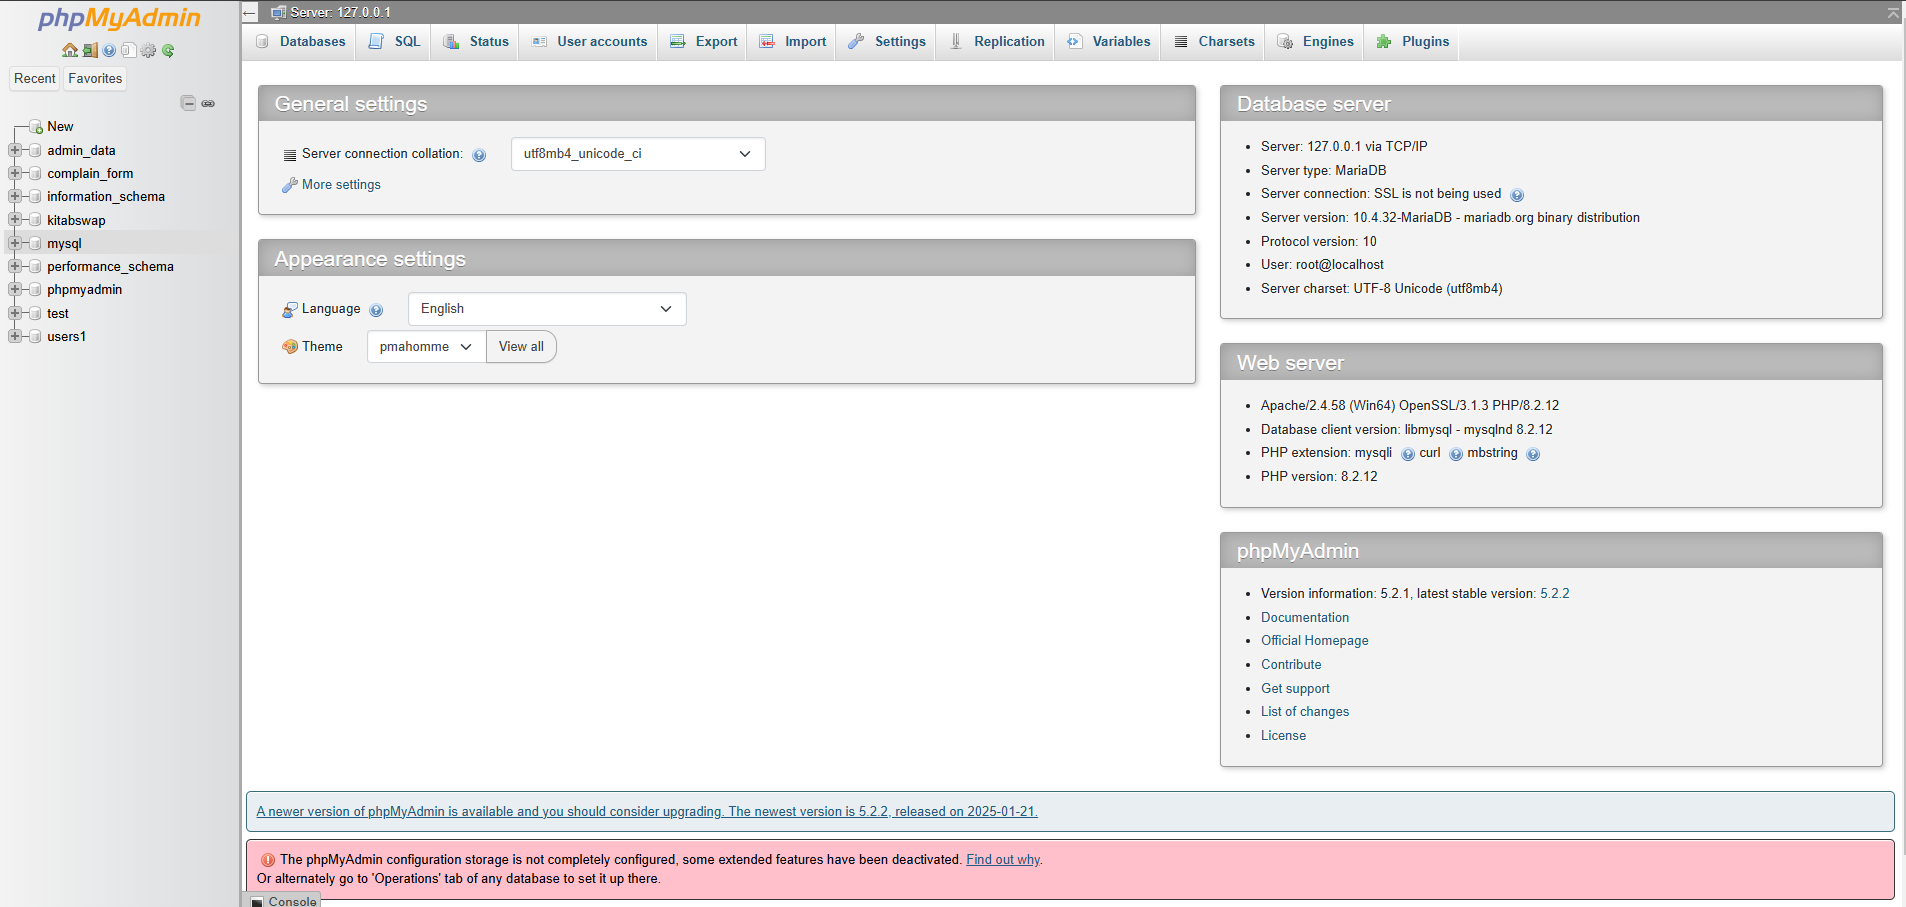 phpMyAdmin
Recent
Favorites
New
admin_data
complain_form
information_schema
kitabswap
mysql
performance_schema
phpmyadmin
test
users1
Server: 127.0.0.1
Databases
SQL
Status
User accounts
Export
Import
Settings
Replication
Variables
Charsets
Engines
Plugins
General settings
Server connection collation:
utf8mb4_unicode_ci
More settings
Appearance settings
Language
English
Theme
pmahomme
View all
Database server
Server: 127.0.0.1 via TCP/IP
Server type: MariaDB
Server connection: SSL is not being used
Server version: 10.4.32-MariaDB - mariadb.org binary distribution
Protocol version: 10
User: root@localhost
Server charset: UTF-8 Unicode (utf8mb4)
Web server
Apache/2.4.58 (Win64) OpenSSL/3.1.3 PHP/8.2.12
Database client version: libmysql - mysqlnd 8.2.12
PHP extension: mysqli curl mbstring
PHP version: 8.2.12
phpMyAdmin
Version information: 5.2.1, latest stable version: 5.2.2
Documentation
Official Homepage
Contribute
Get support
List of changes
License
A newer version of phpMyAdmin is available and you should consider upgrading. The newest version is 5.2.2, released on 2025-01-21.
The phpMyAdmin configuration storage is not completely configured, some extended features have been deactivated. Find out why.
Or alternately go to 'Operations' tab of any database to set it up there.
Console